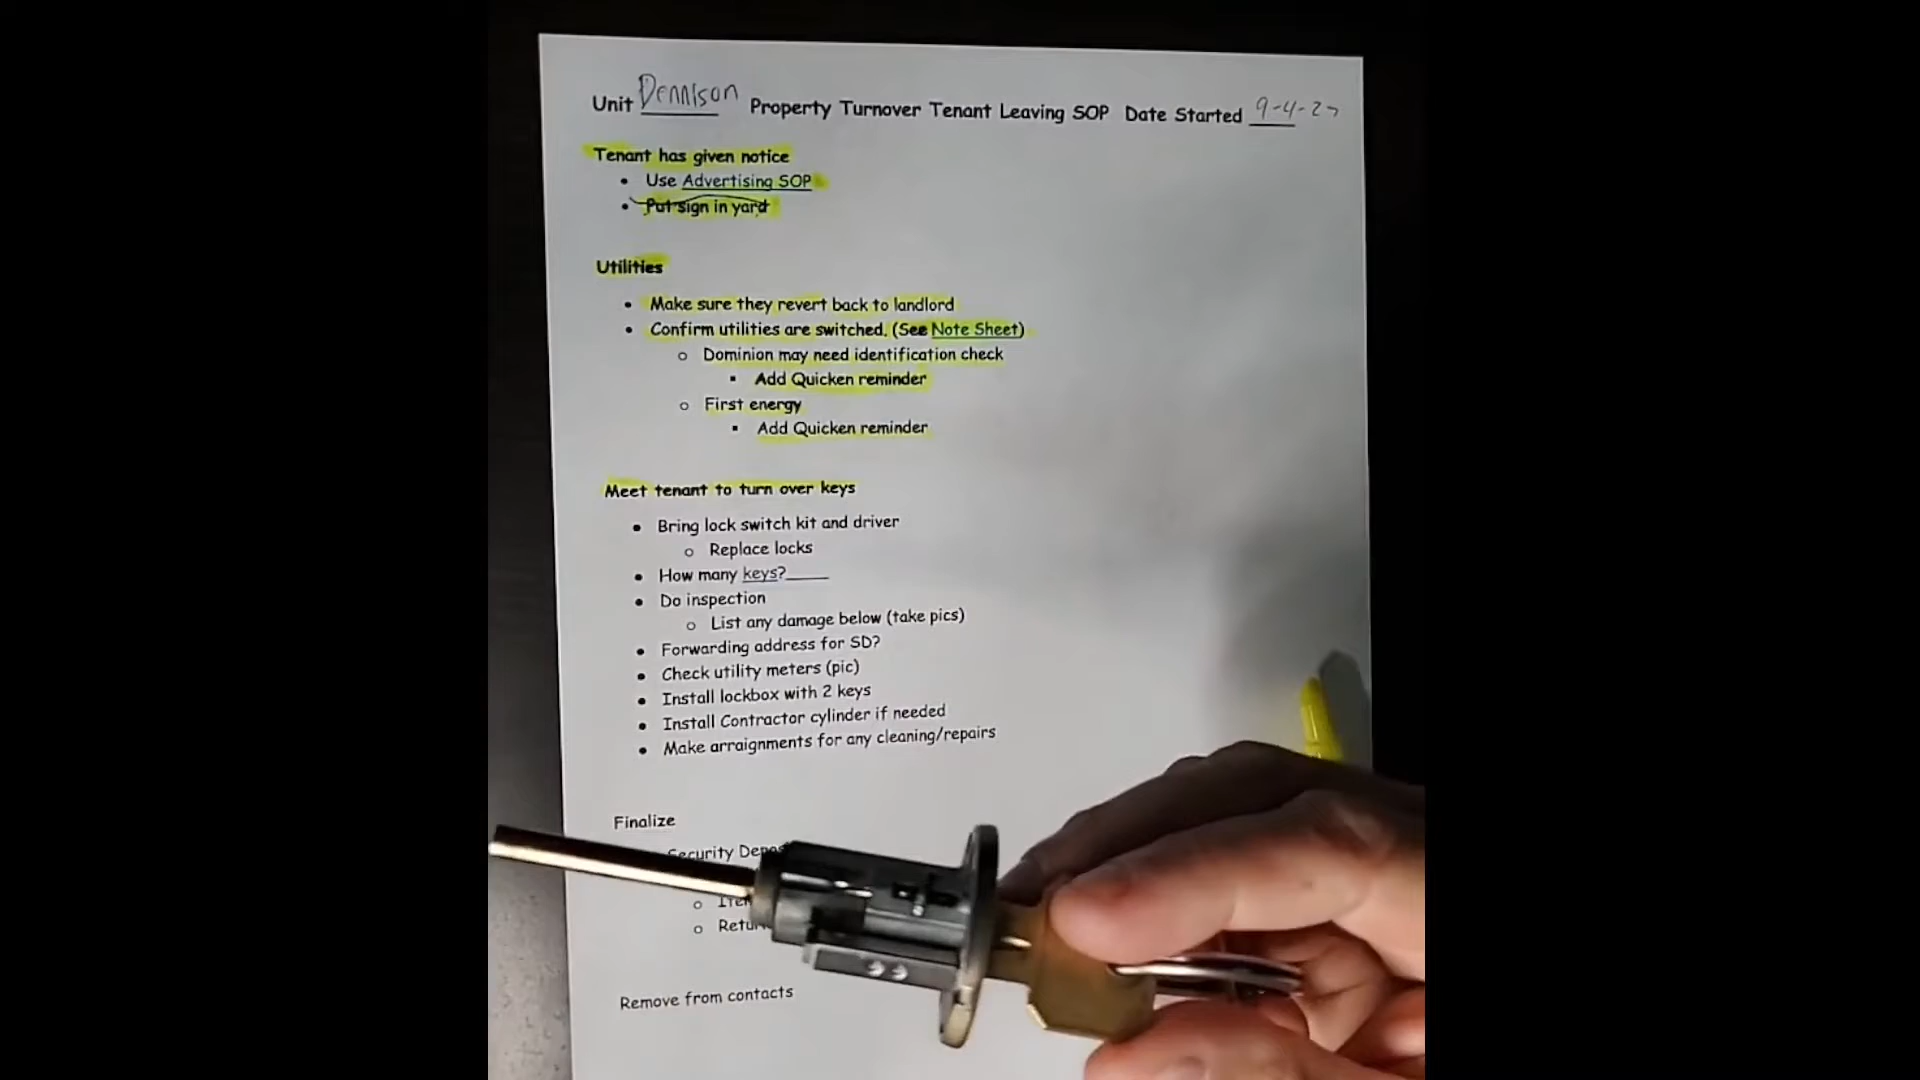 Unit Dennison Property Turnover Tenant Leaving SOP Date Started 9-4-2
Tenant has given notice
• Use Advertising SOP
• Put sign in yard
Utilities
• Make sure they revert back to landlord
• Confirm utilities are switched. (See Note Sheet)
o Dominion may need identification check
▪ Add Quicken reminder
o First energy
▪ Add Quicken reminder
Meet tenant to turn over keys
• Bring lock switch kit and driver
o Replace locks
• How many keys?____
• Do inspection
o List any damage below (take pics)
• Forwarding address for SD?
• Check utility meters (pic)
• Install lockbox with 2 keys
• Install Contractor cylinder if needed
• Make arraignments for any cleaning/repairs
Finalize
Security
Remove from contacts